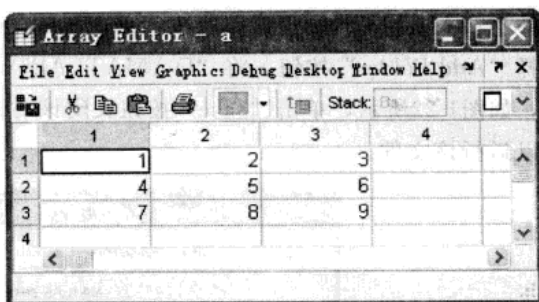 Array Editor - a
File Edit View Graphics Debug Desktop Window Help
Stack: Ba...
1 2 3 4
1 1 2 3
2 4 5 6
3 7 8 9
4